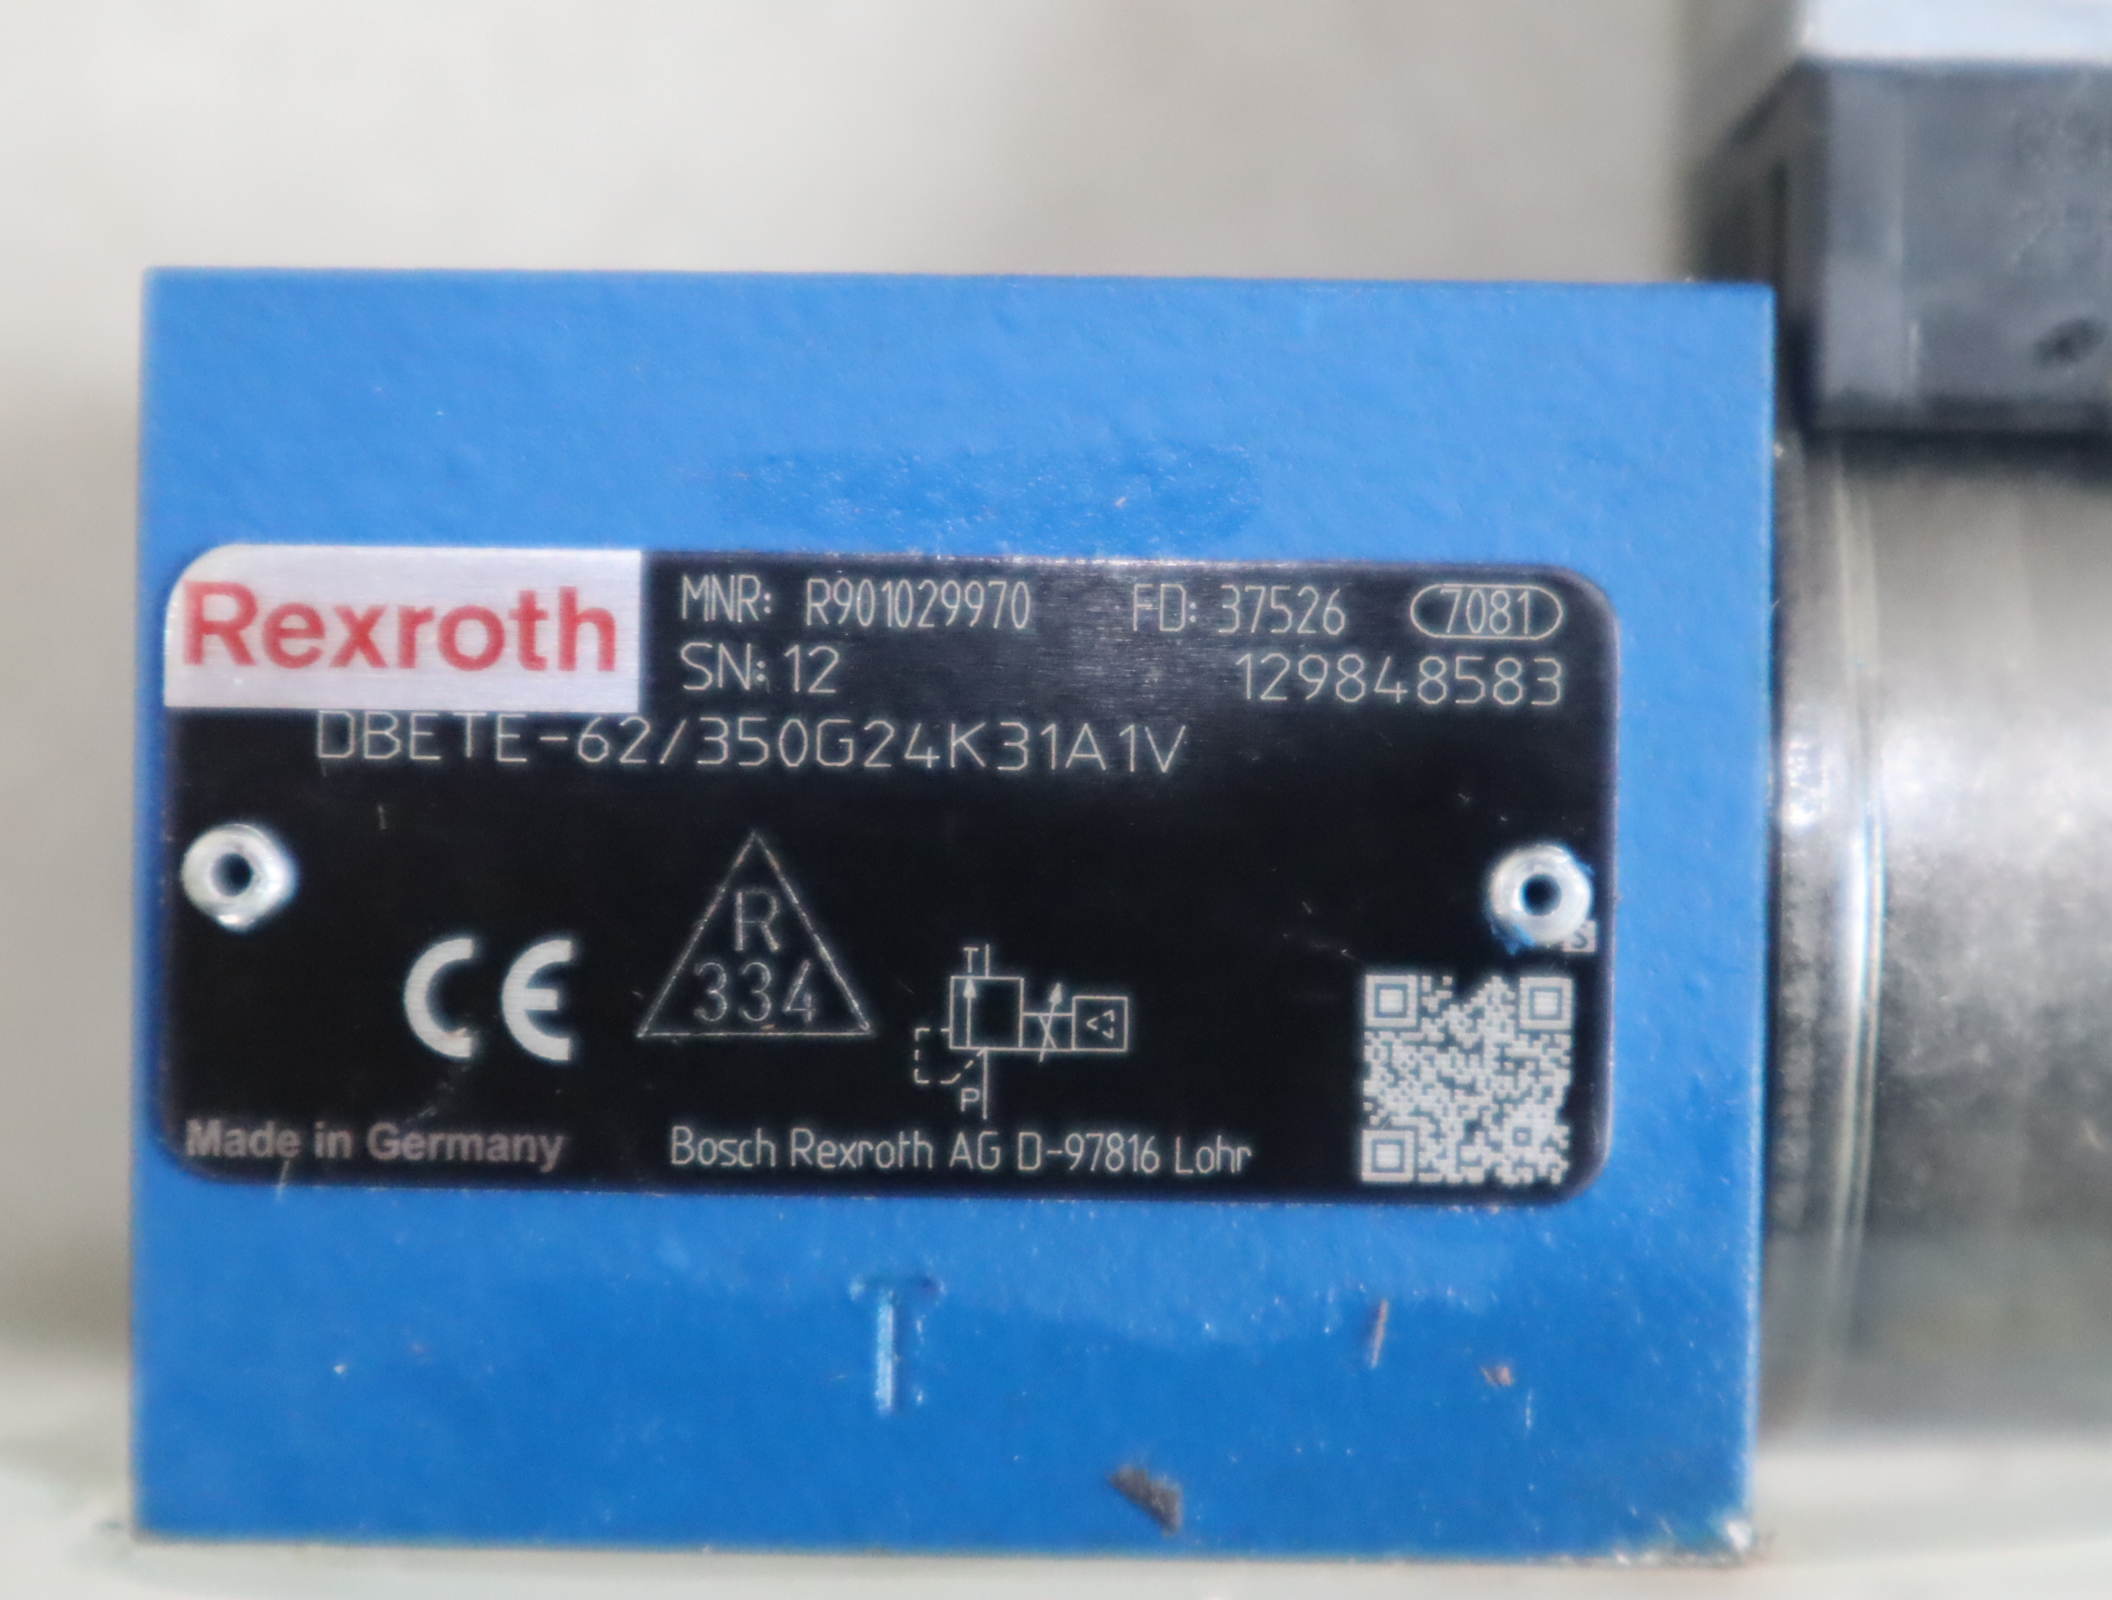 Rexroth
MNR: R901029970 FD: 37526 7081
SN: 12 129848583
DBETE-62/350G24K31A1V
CE
R
334
T
P
Made in Germany
Bosch Rexroth AG D-97816 Lohr
T